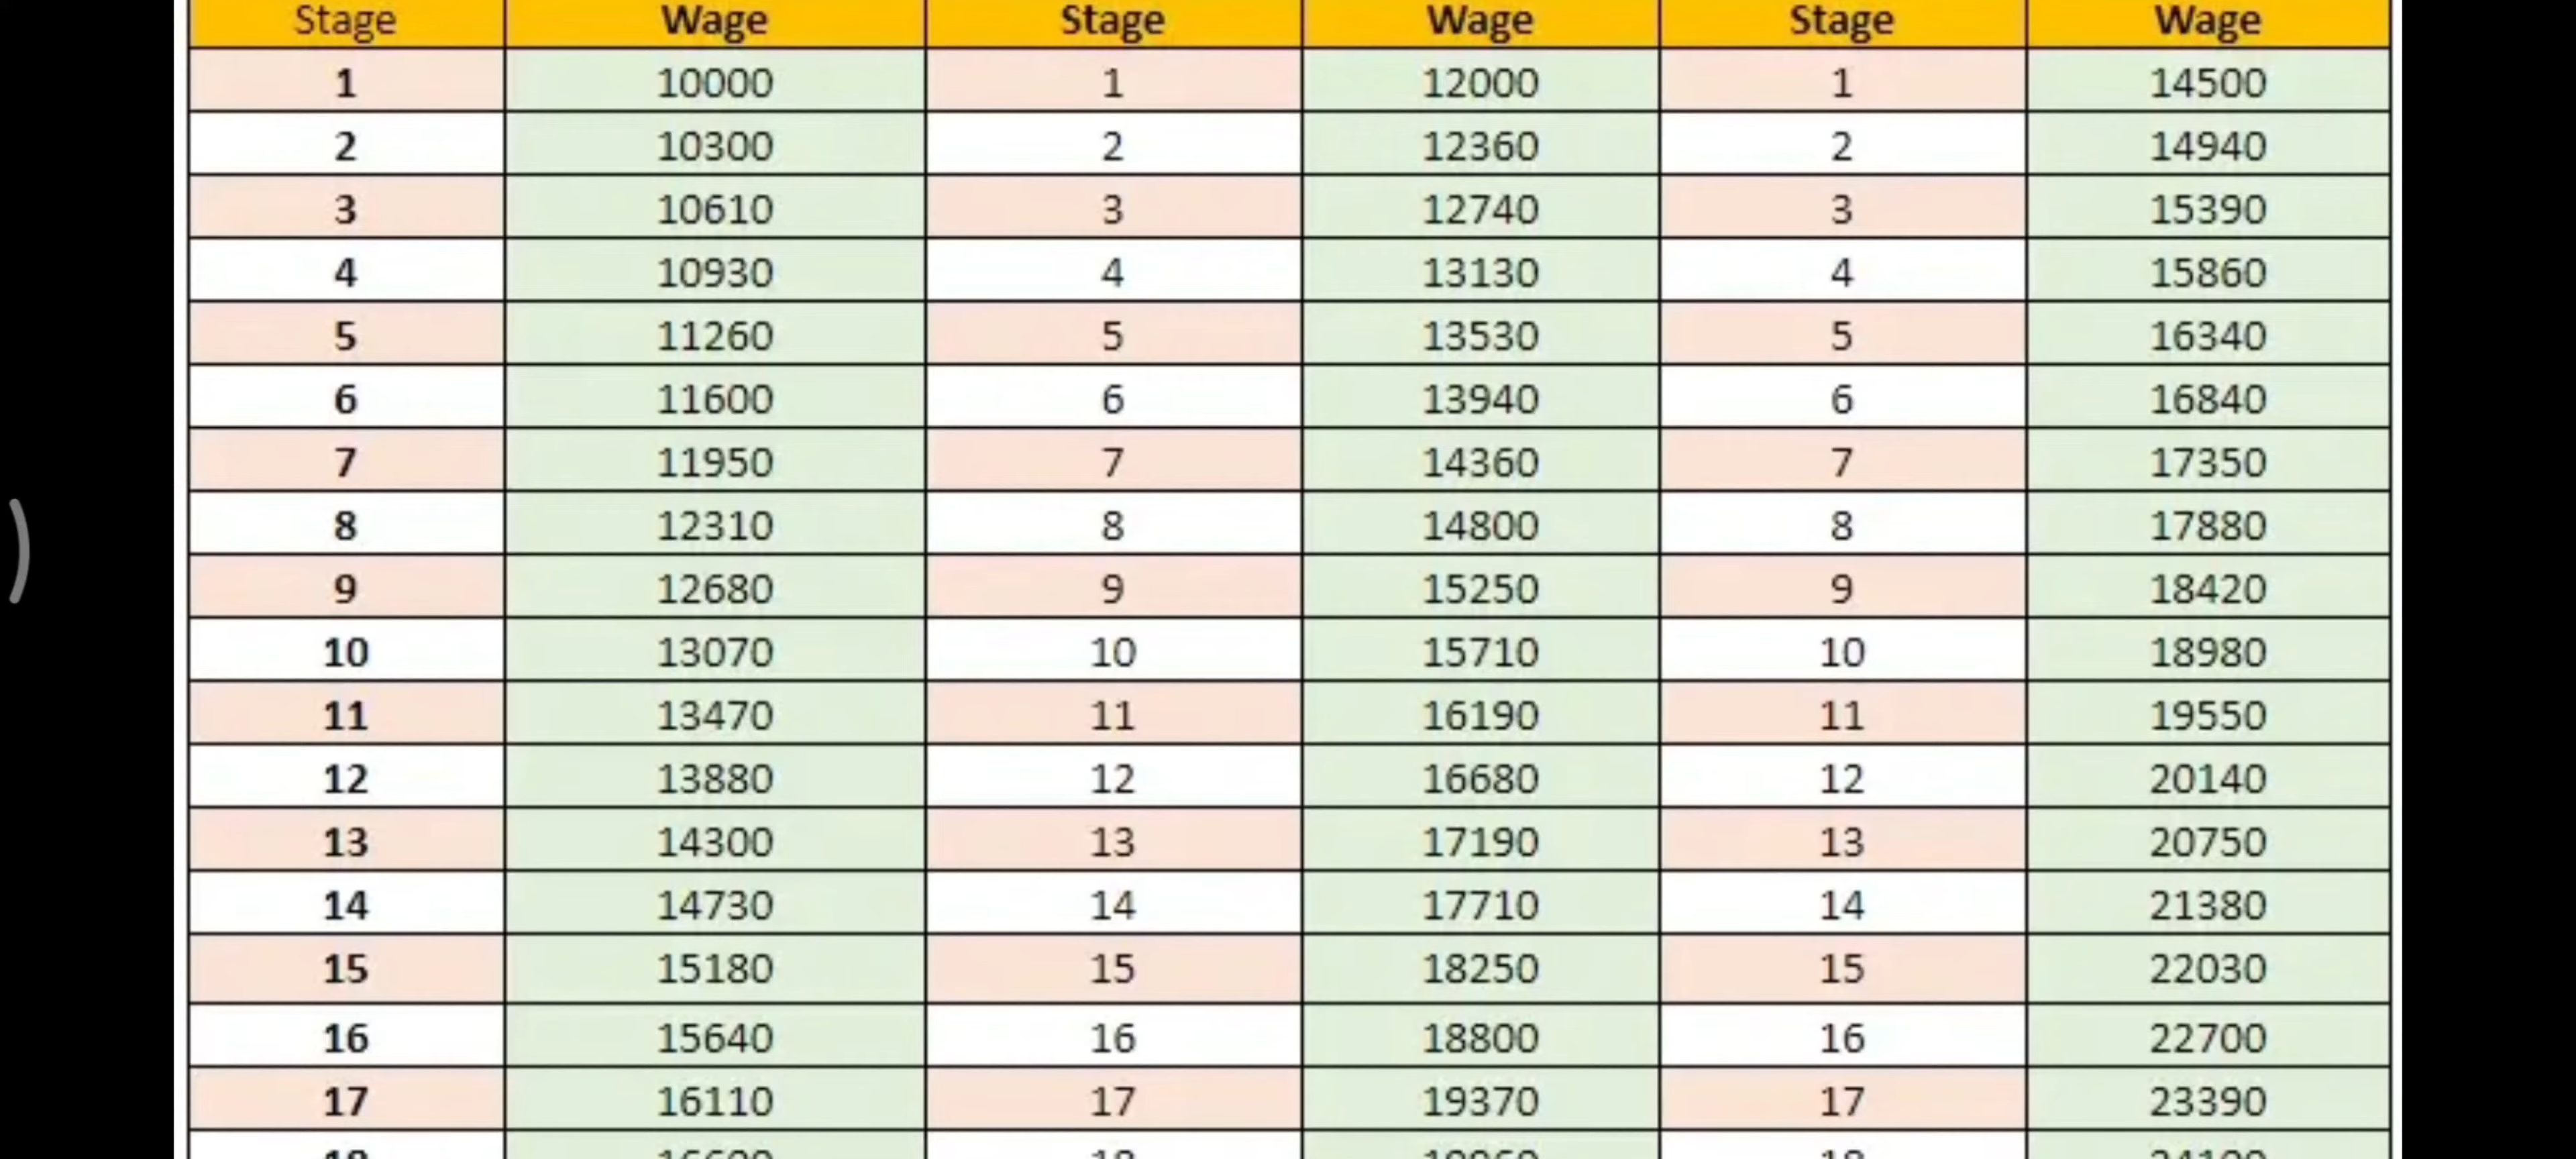 Stage Wage Stage Wage Stage Wage
1 10000 1 12000 1 14500
2 10300 2 12360 2 14940
3 10610 3 12740 3 15390
4 10930 4 13130 4 15860
5 11260 5 13530 5 16340
6 11600 6 13940 6 16840
7 11950 7 14360 7 17350
8 12310 8 14800 8 17880
9 12680 9 15250 9 18420
10 13070 10 15710 10 18980
11 13470 11 16190 11 19550
12 13880 12 16680 12 20140
13 14300 13 17190 13 20750
14 14730 14 17710 14 21380
15 15180 15 18250 15 22030
16 15640 16 18800 16 22700
17 16110 17 19370 17 23390